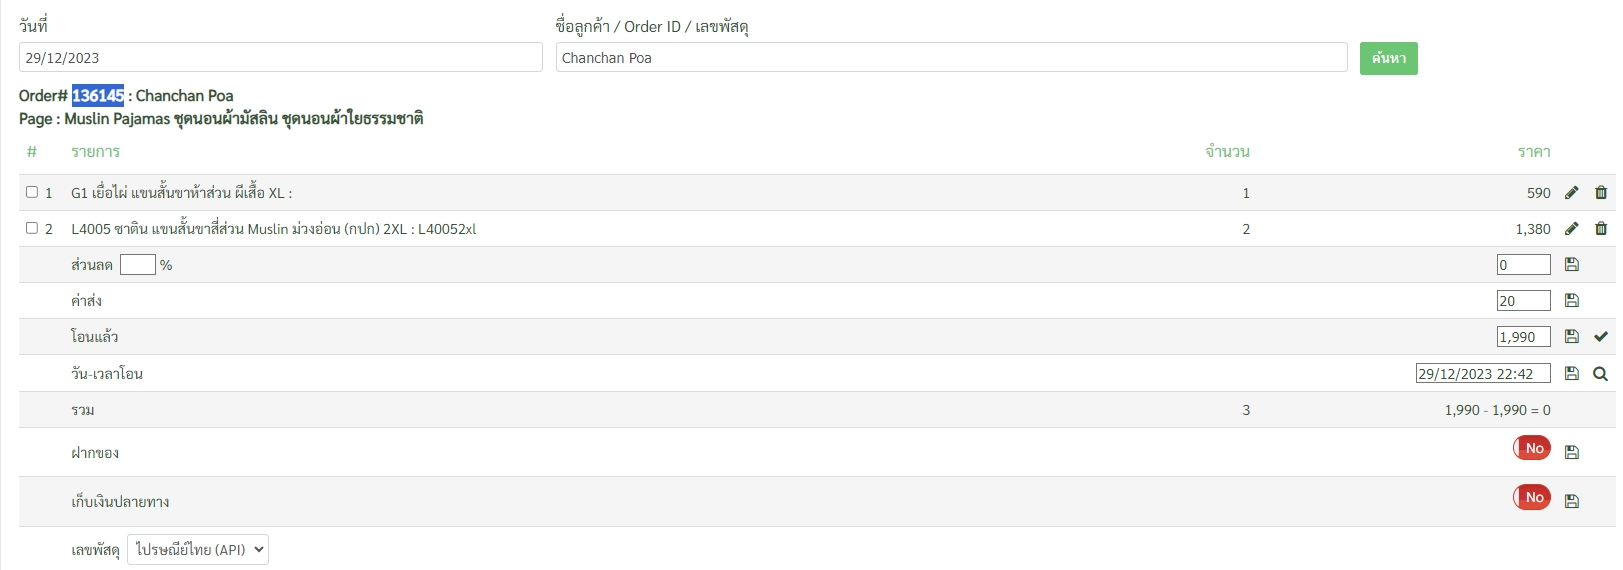 วันที่ ชื่อลูกค้า / Order ID / เลขพัสดุ
29/12/2023 Chanchan Poa ค้นหา
Order# 136145 : Chanchan Poa
Page : Muslin Pajamas ชุดนอนผ้ามัสลิน ชุดนอนผ้าใยธรรมชาติ
# รายการ จำนวน ราคา
1 G1 เยื่อไผ่ แขนสั้นขาห้าส่วน ผีเสื้อ XL : 1 590
2 L4005 ซาติน แขนสั้นขาสี่ส่วน Muslin ม่วงอ่อน (กปก) 2XL : L40052xl 2 1,380
ส่วนลด % 0
ค่าส่ง 20
โอนแล้ว 1,990
วัน-เวลาโอน 29/12/2023 22:42
รวม 3 1,990 - 1,990 = 0
ฝากของ No
เก็บเงินปลายทาง No
เลขพัสดุ ไปรษณีย์ไทย (API)